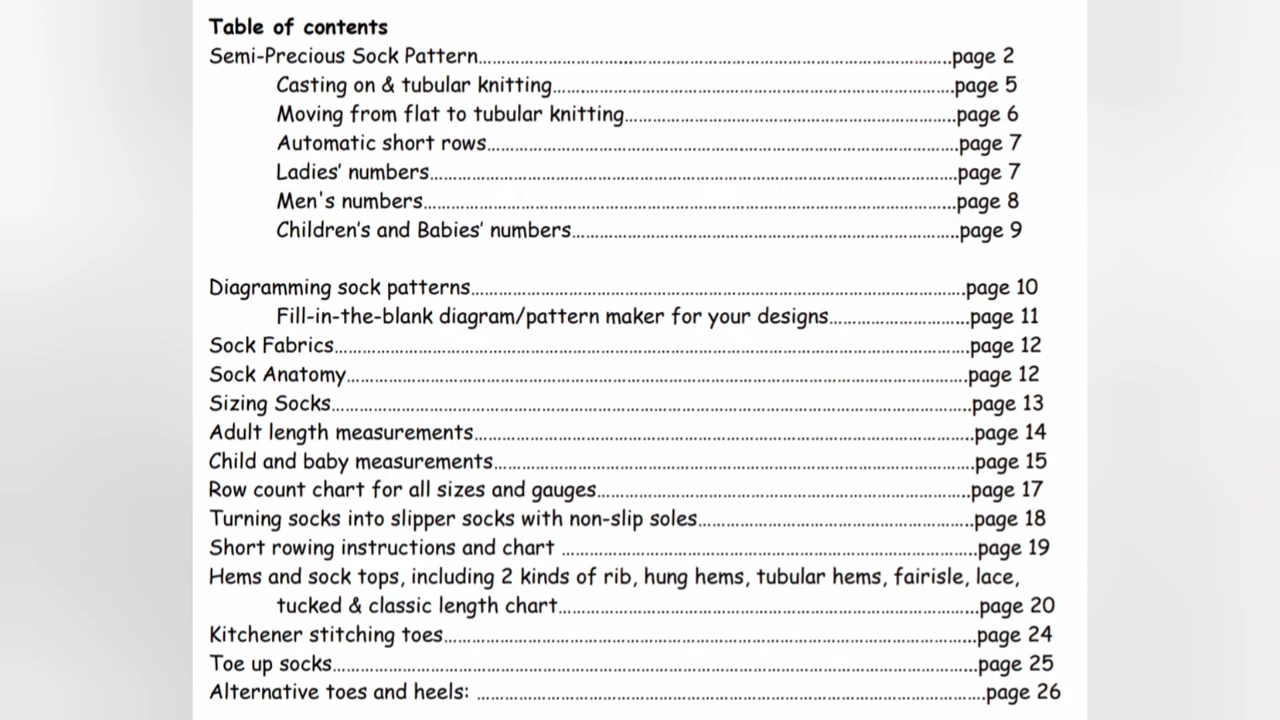 Table of contents
Semi-Precious Sock Pattern..........................................................................................page 2
Casting on & tubular knitting............................................................................page 5
Moving from flat to tubular knitting...............................................................page 6
Automatic short rows.........................................................................................page 7
Ladies' numbers....................................................................................................page 7
Men's numbers.....................................................................................................page 8
Children's and Babies' numbers.........................................................................page 9
Diagramming sock patterns..............................................................................................page 10
Fill-in-the-blank diagram/pattern maker for your designs..........................page 11
Sock Fabrics.......................................................................................................................page 12
Sock Anatomy.....................................................................................................................page 12
Sizing Socks........................................................................................................................page 13
Adult length measurements..............................................................................................page 14
Child and baby measurements..........................................................................................page 15
Row count chart for all sizes and gauges......................................................................page 17
Turning socks into slipper socks with non-slip soles....................................................page 18
Short rowing instructions and chart ..............................................................................page 19
Hems and sock tops, including 2 kinds of rib, hung hems, tubular hems, fairisle, lace,
tucked & classic length chart...............................................................................page 20
Kitchener stitching toes....................................................................................................page 24
Toe up socks........................................................................................................................page 25
Alternative toes and heels: ...............................................................................................page 26